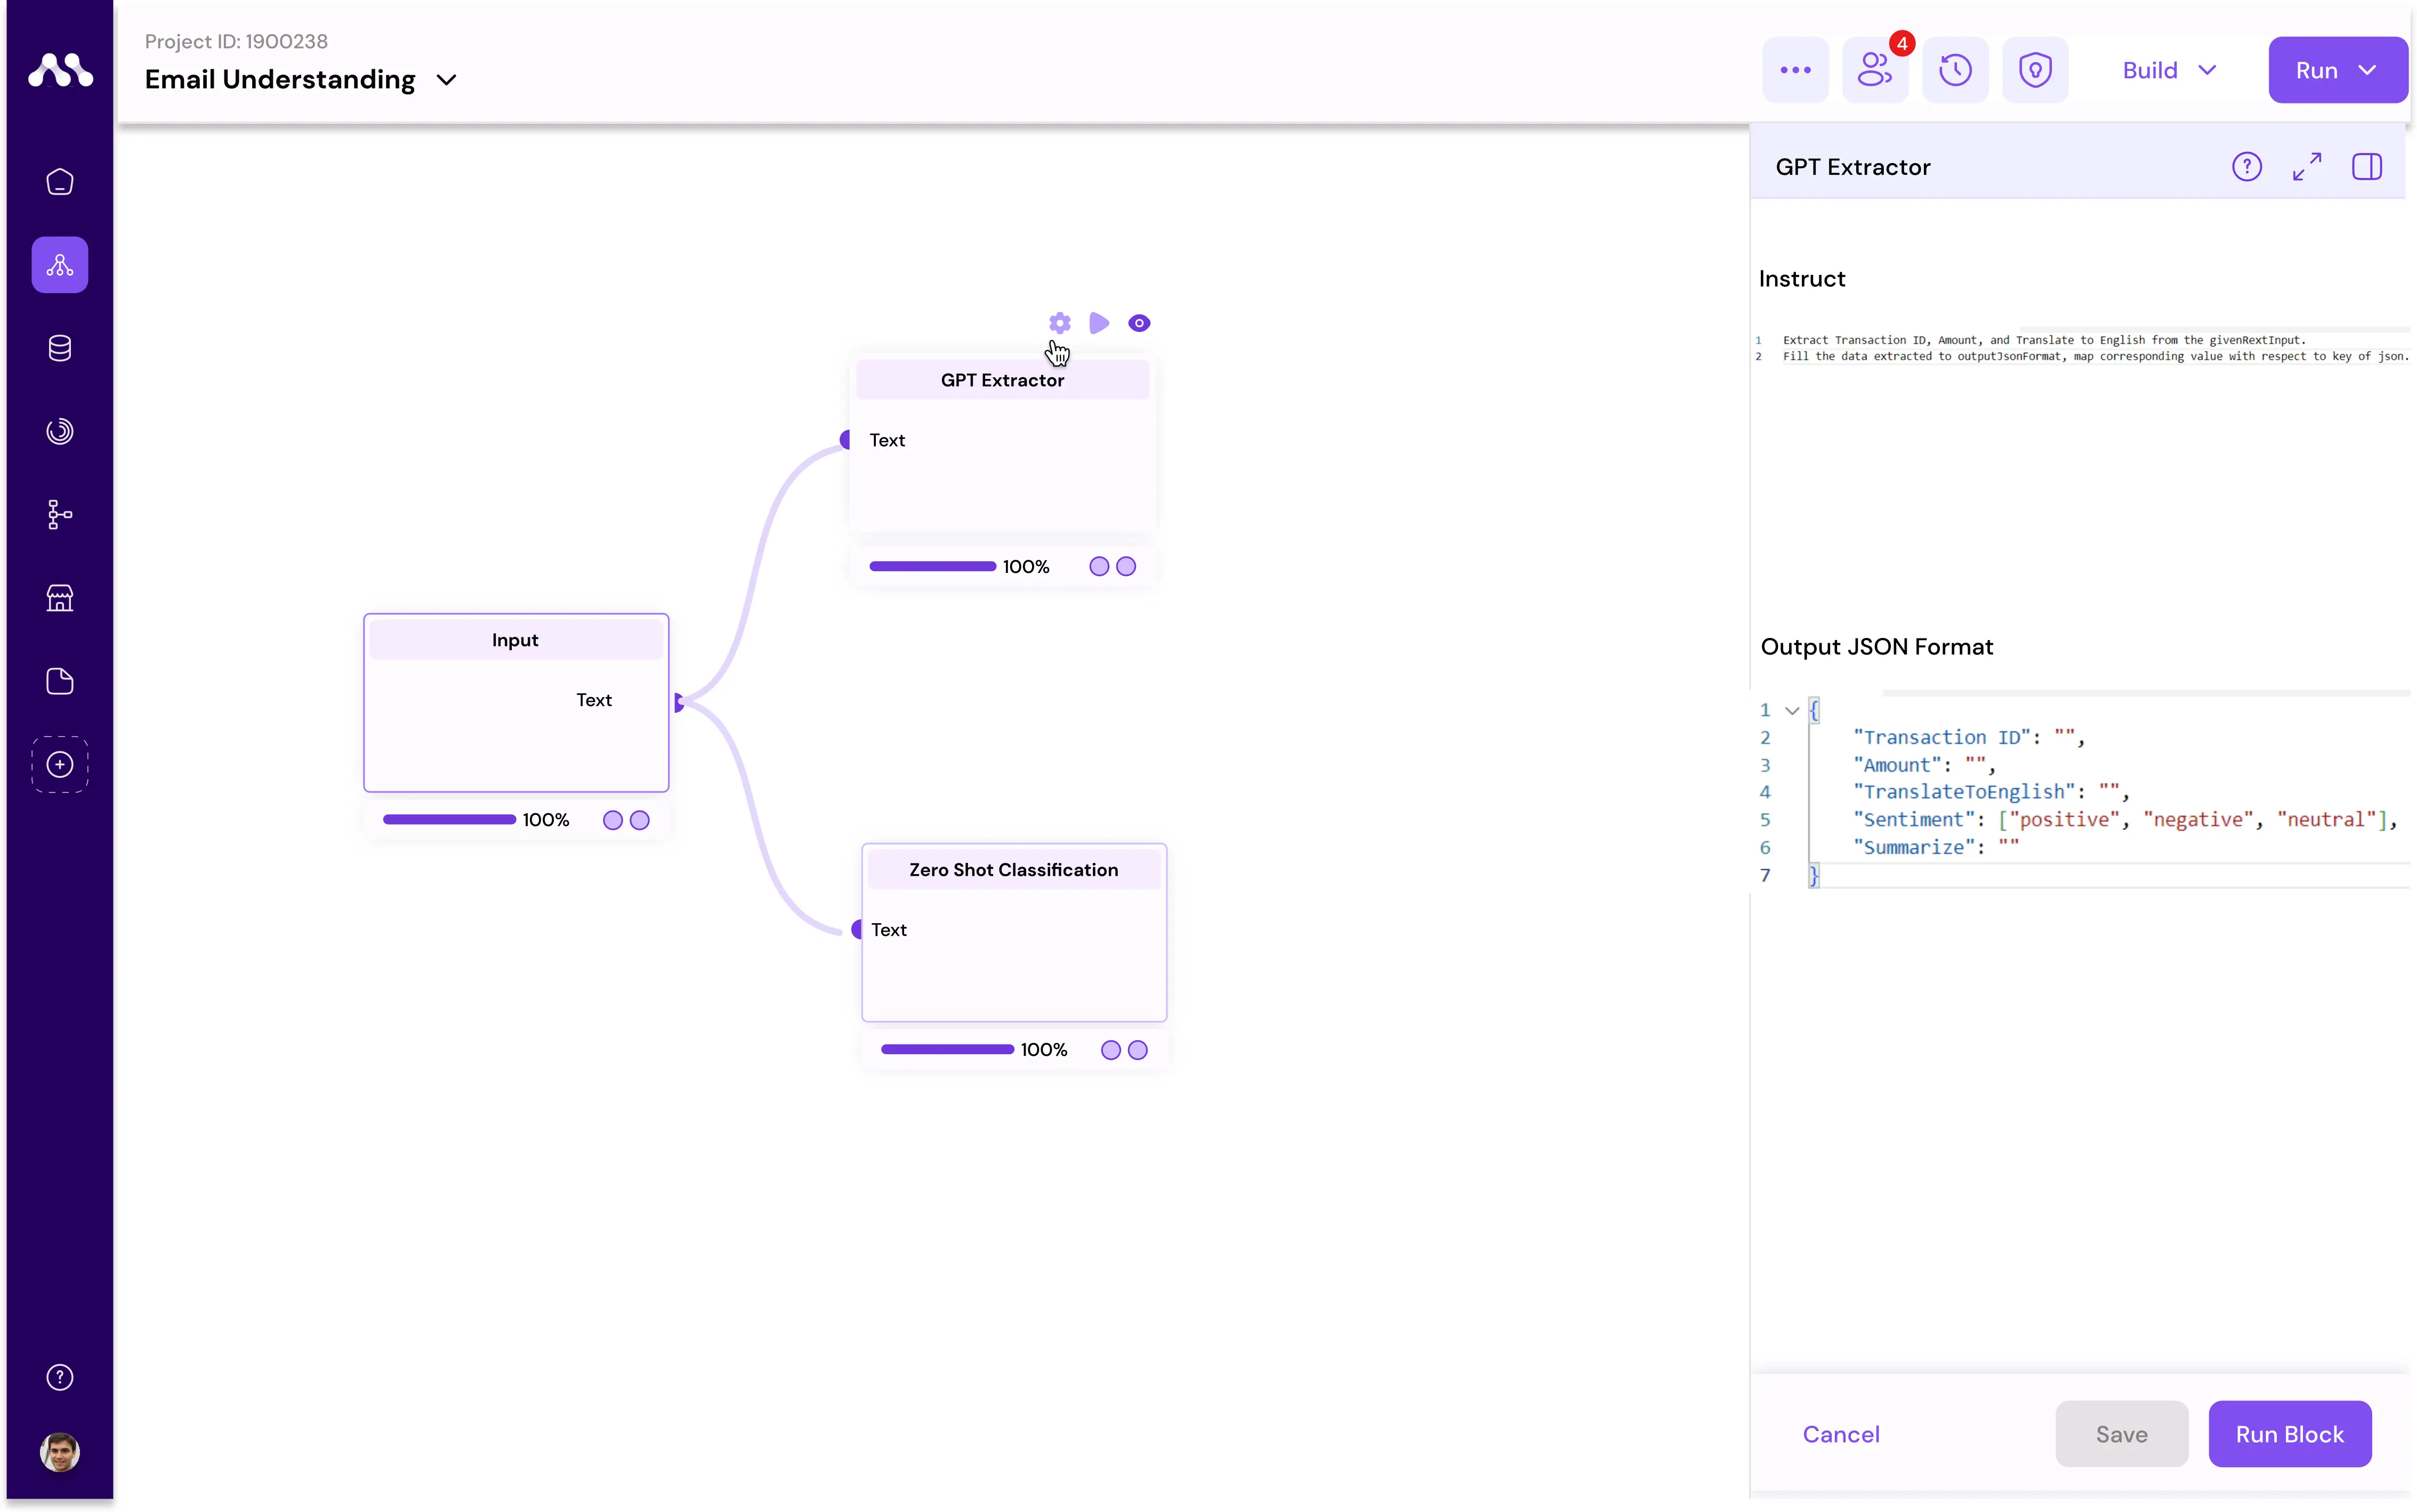 Project ID: 1900238
Email Understanding
4
Build
Run
GPT Extractor
Instruct
1 Extract Transaction ID, Amount, and Translate to English from the givenRextInput.
2 Fill the data extracted to outputJsonFormat, map corresponding value with respect to key of json.
GPT Extractor
Text
100%
Input
Text
100%
Zero Shot Classification
Text
100%
Output JSON Format
1 {
2 "Transaction ID": "",
3 "Amount": "",
4 "TranslateToEnglish": "",
5 "Sentiment": ["positive", "negative", "neutral"],
6 "Summarize": ""
7 }
Cancel
Save
Run Block